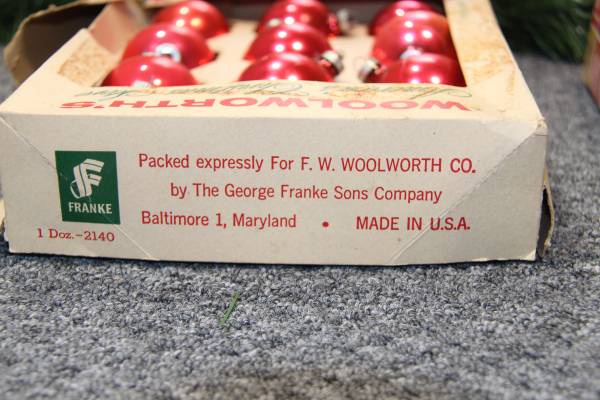 WOOLWORTH'S
Packed expressly For F. W. WOOLWORTH CO.
by The George Franke Sons Company
Baltimore 1, Maryland • MADE IN U.S.A.
F
FRANKE
1 Doz.-2140